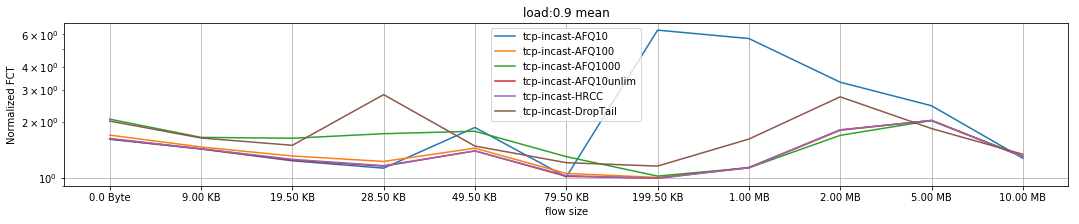 load:0.9 mean
Normalized FCT
6 × 10⁰
4 × 10⁰
3 × 10⁰
2 × 10⁰
10⁰
tcp-incast-AFQ10
tcp-incast-AFQ100
tcp-incast-AFQ1000
tcp-incast-AFQ10unlim
tcp-incast-HRCC
tcp-incast-DropTail
0.0 Byte 9.00 KB 19.50 KB 28.50 KB 49.50 KB 79.50 KB 199.50 KB 1.00 MB 2.00 MB 5.00 MB 10.00 MB
flow size